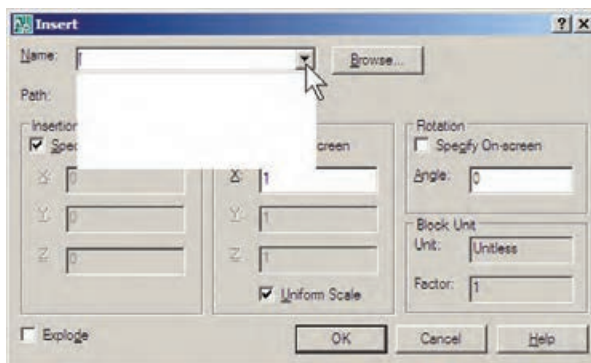 Insert
Name:
Browse...
Path:
Insertion
Spec
creen
Rotation
Specify On-screen
X: 0
X: 1
Angle: 0
Y: 0
Y: 1
Block Unit
Unit: Unitless
Z: 0
Z: 1
Factor: 1
Uniform Scale
Explode
OK
Cancel
Help